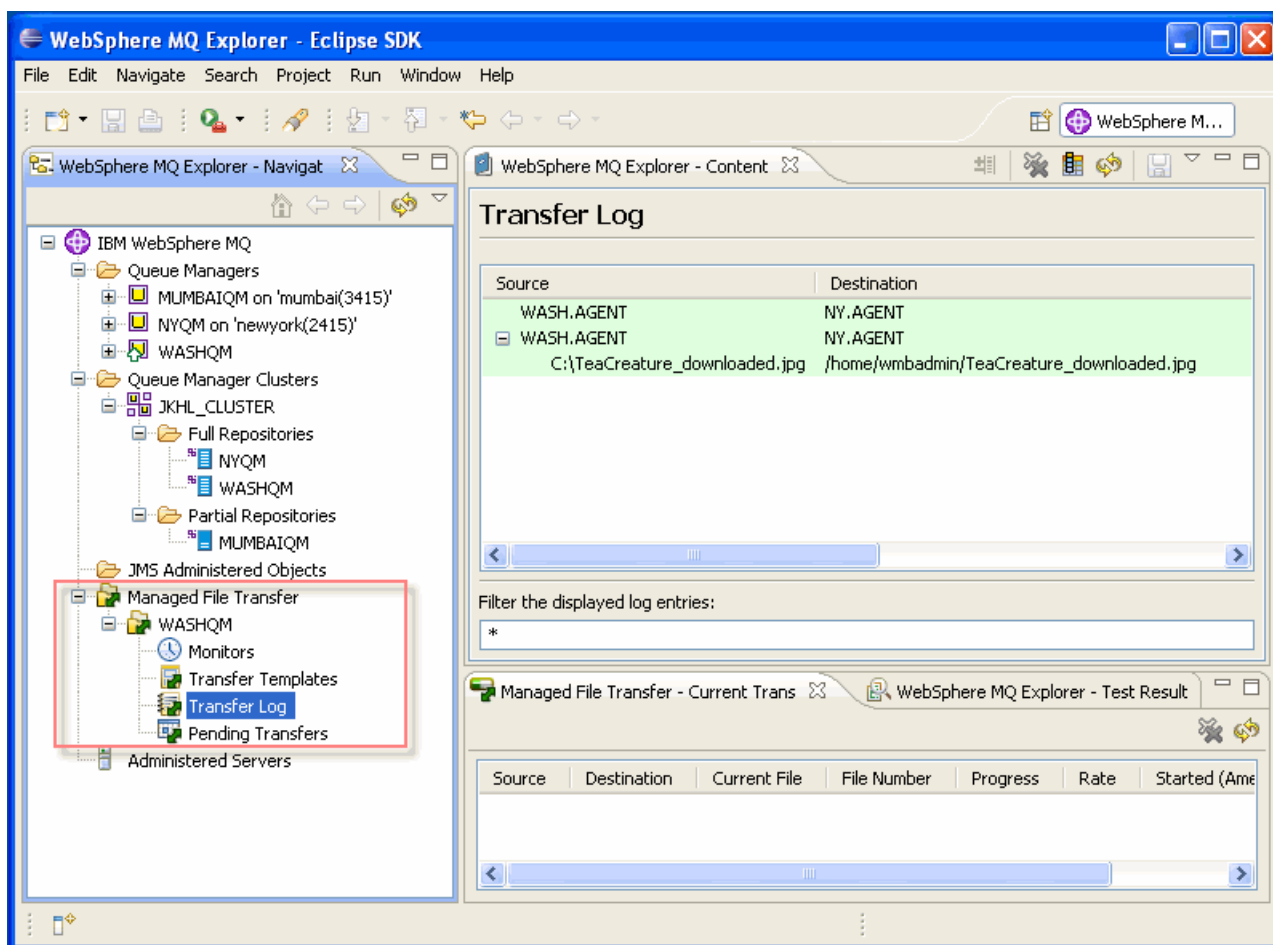 WebSphere MQ Explorer - Eclipse SDK
File Edit Navigate Search Project Run Window Help
WebSphere M...
WebSphere MQ Explorer - Navigat
IBM WebSphere MQ
Queue Managers
MUMBAIQM on 'mumbai(3415)'
NYQM on 'newyork(2415)'
WASHQM
Queue Manager Clusters
JKHL_CLUSTER
Full Repositories
NYQM
WASHQM
Partial Repositories
MUMBAIQM
JMS Administered Objects
Managed File Transfer
WASHQM
Monitors
Transfer Templates
Transfer Log
Pending Transfers
Administered Servers
WebSphere MQ Explorer - Content
Transfer Log
Source Destination
WASH.AGENT NY.AGENT
WASH.AGENT NY.AGENT
C:\TeaCreature_downloaded.jpg /home/wmbadmin/TeaCreature_downloaded.jpg
Filter the displayed log entries:
*
Managed File Transfer - Current Trans WebSphere MQ Explorer - Test Result
Source Destination Current File File Number Progress Rate Started (Ame